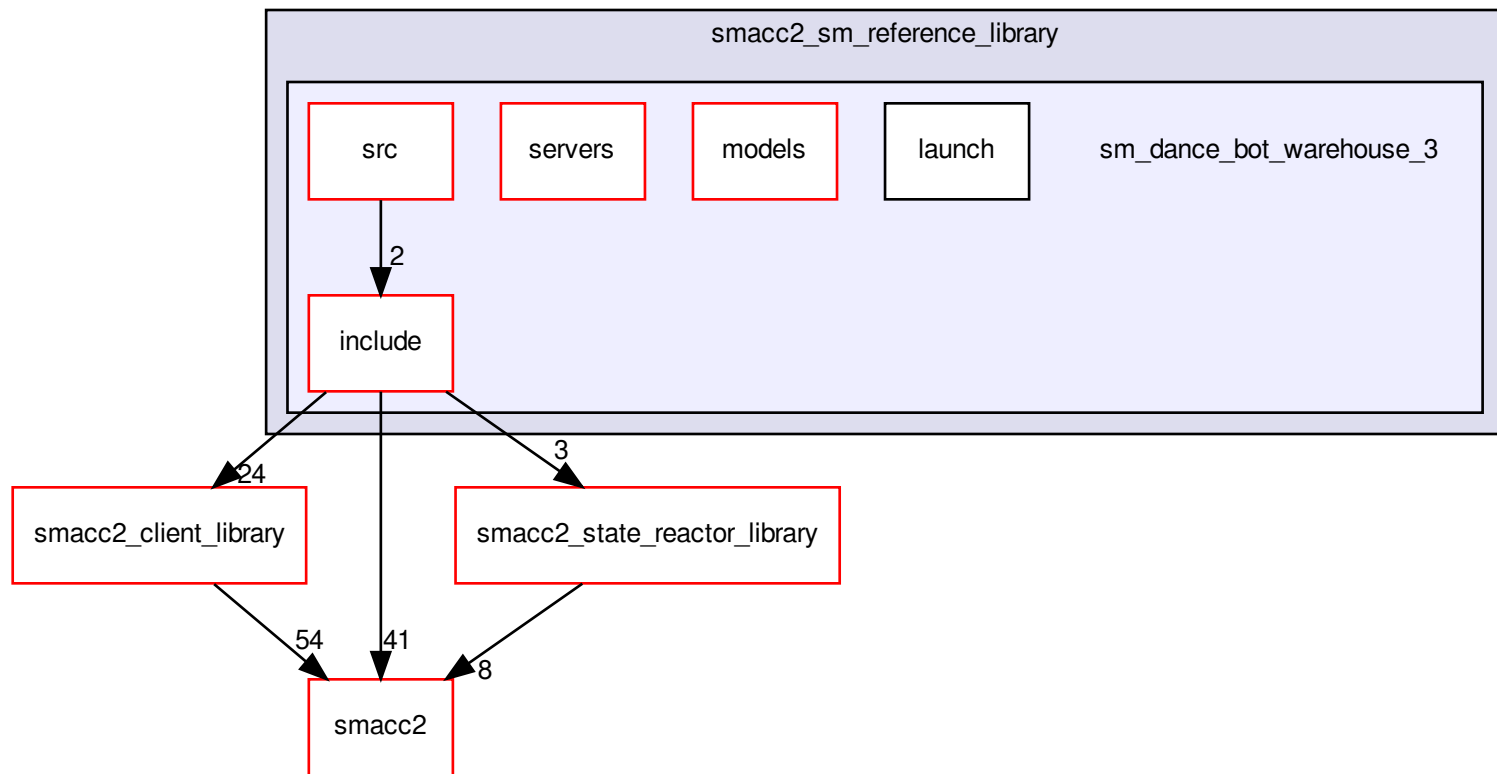 smacc2_sm_reference_library
src
servers
models
launch
sm_dance_bot_warehouse_3
2
include
24
3
smacc2_client_library
smacc2_state_reactor_library
54
41
8
smacc2